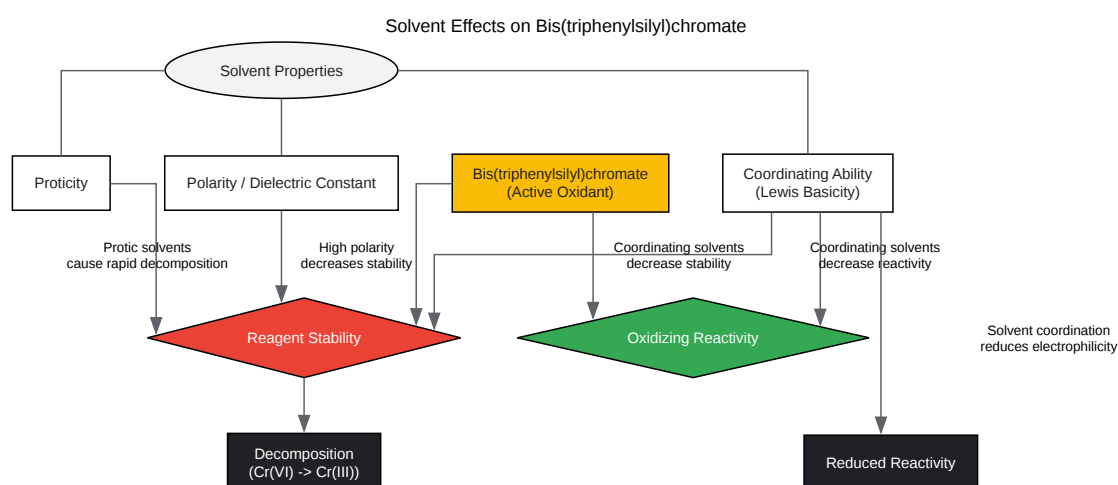 Solvent Effects on Bis(triphenylsilyl)chromate
Solvent Properties
Proticity
Polarity / Dielectric Constant
Bis(triphenylsilyl)chromate
(Active Oxidant)
Coordinating Ability
(Lewis Basicity)
Protic solvents
cause rapid decomposition
High polarity
decreases stability
Coordinating solvents
decrease stability
Coordinating solvents
decrease reactivity
Reagent Stability
Oxidizing Reactivity
Solvent coordination
reduces electrophilicity
Decomposition
(Cr(VI) -> Cr(III))
Reduced Reactivity